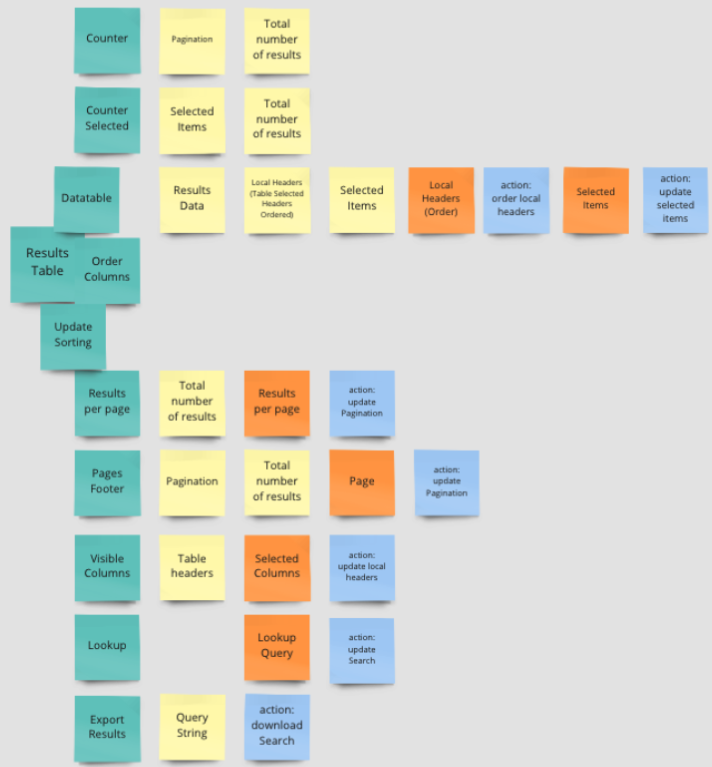 Counter
Pagination
Total
number
of results
Counter
Selected
Selected
Items
Total
number
of results
Datatable
Results
Data
Local Headers
(Table Selected
Headers
Ordered)
Selected
Items
Local
Headers
(Order)
action:
order local
headers
Selected
Items
action:
update
selected
items
Results
Table
Order
Columns
Update
Sorting
Results
per page
Total
number
of results
Results
per page
action:
update
Pagination
Pages
Footer
Pagination
Total
number
of results
Page
action:
update
Pagination
Visible
Columns
Table
headers
Selected
Columns
action:
update local
headers
Lookup
Lookup
Query
action:
update
Search
Export
Results
Query
String
action:
download
Search